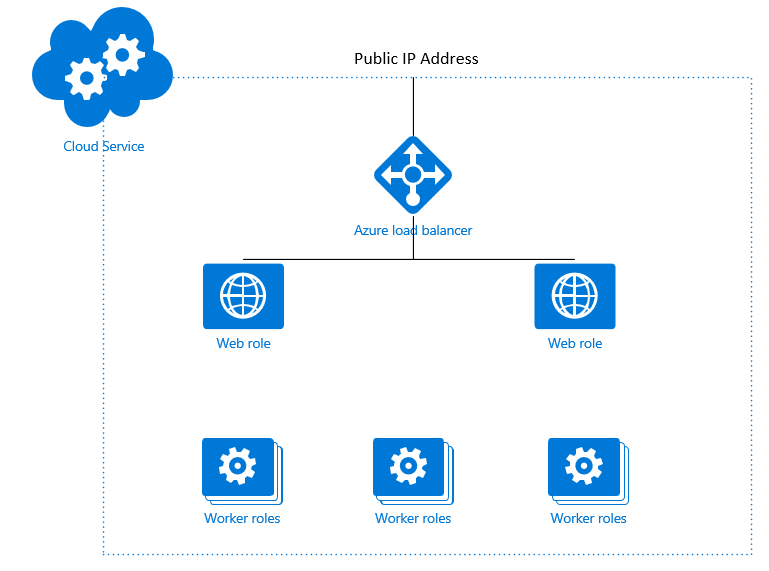 Public IP Address
Cloud Service
Azure load balancer
Web role
Web role
Worker roles
Worker roles
Worker roles